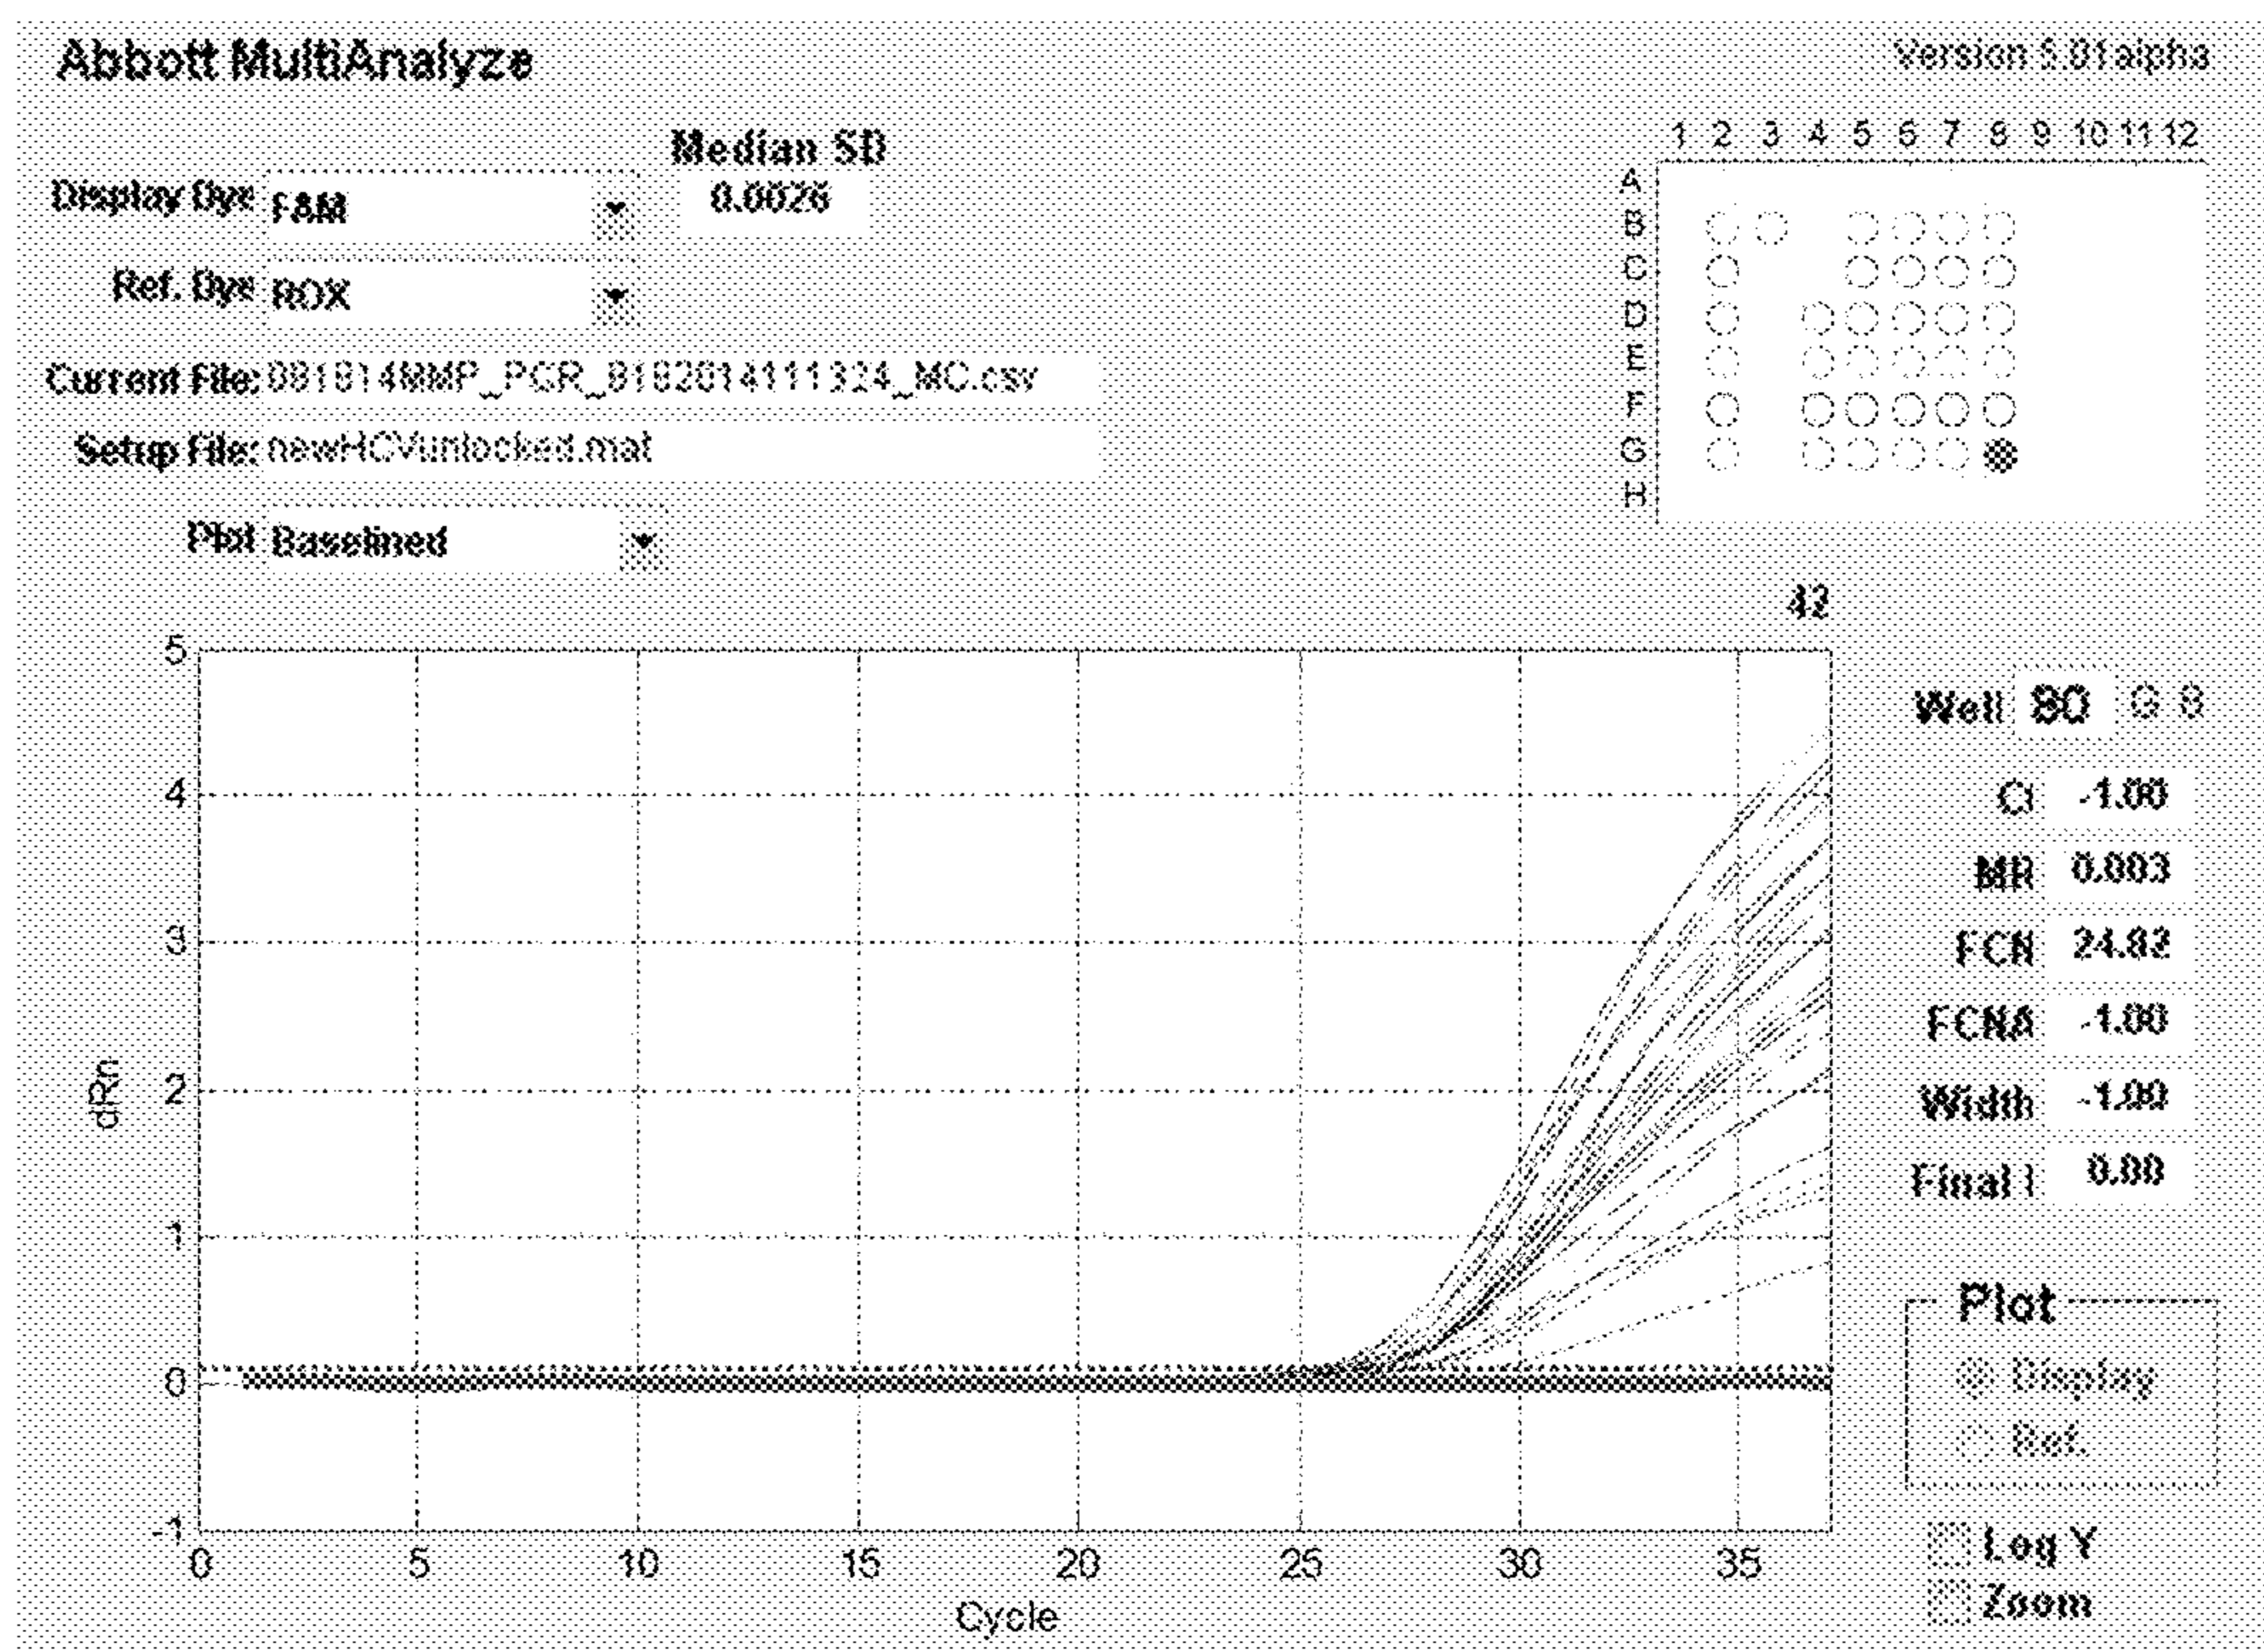 Abbott MultiAnalyze
Version 5.01alpha
Median SD
0.0026
Display Dye FAM
Ref. Dye ROX
Current File: 081814MMP_PCR_8182014111324_MC.csv
Setup File: newHCVunlocked.mat
Plot Baselined
1 2 3 4 5 6 7 8 9 10 11 12
A
B
C
D
E
F
G
H
42
5
4
3
2
1
0
-1
dRn
0 5 10 15 20 25 30 35
Cycle
Well 80 G 8
Ct -1.00
MR 0.003
FCN 24.82
FCNA -1.00
Width -1.00
Final I 0.00
Plot
Display
Ref.
Log Y
Zoom